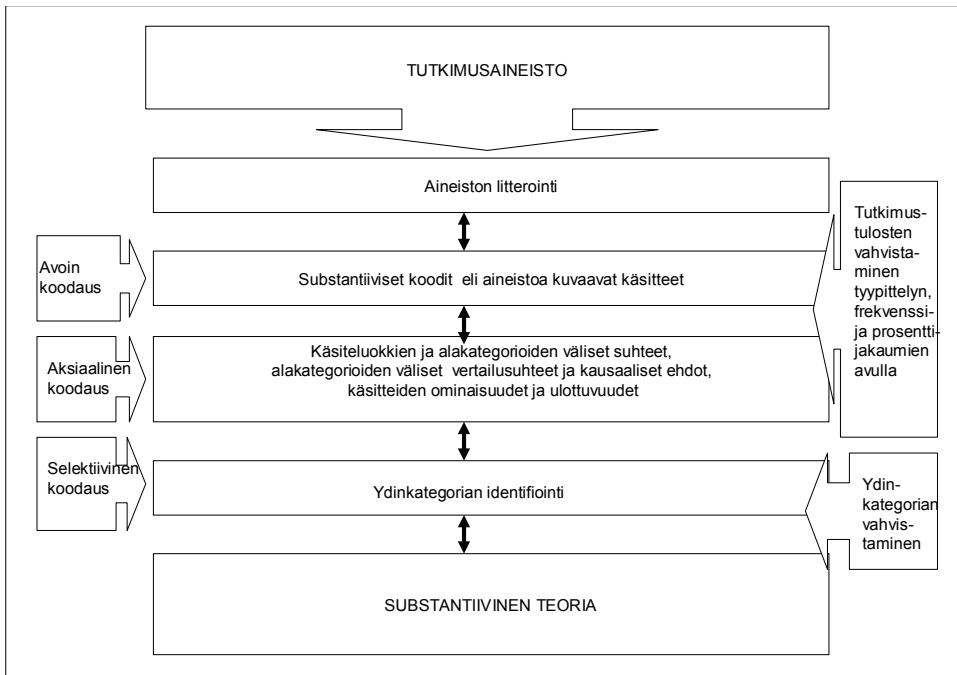 TUTKIMUSAINEISTO
Aineiston litterointi
Avoin
koodaus
Substantiiviset koodit eli aineistoa kuvaavat käsitteet
Tutkimus-
tulosten
vahvista-
minen
tyypittelyn,
frekvenssi-
ja prosentti-
jakaumien
avulla
Aksiaalinen
koodaus
Käsiteluokkien ja alakategorioiden väliset suhteet,
alakategorioiden väliset vertailusuhteet ja kausaaliset ehdot,
käsitteiden ominaisuudet ja ulottuvuudet
Selektiivinen
koodaus
Ydinkategorian identifiointi
Ydin-
kategorian
vahvis-
taminen
SUBSTANTIIVINEN TEORIA